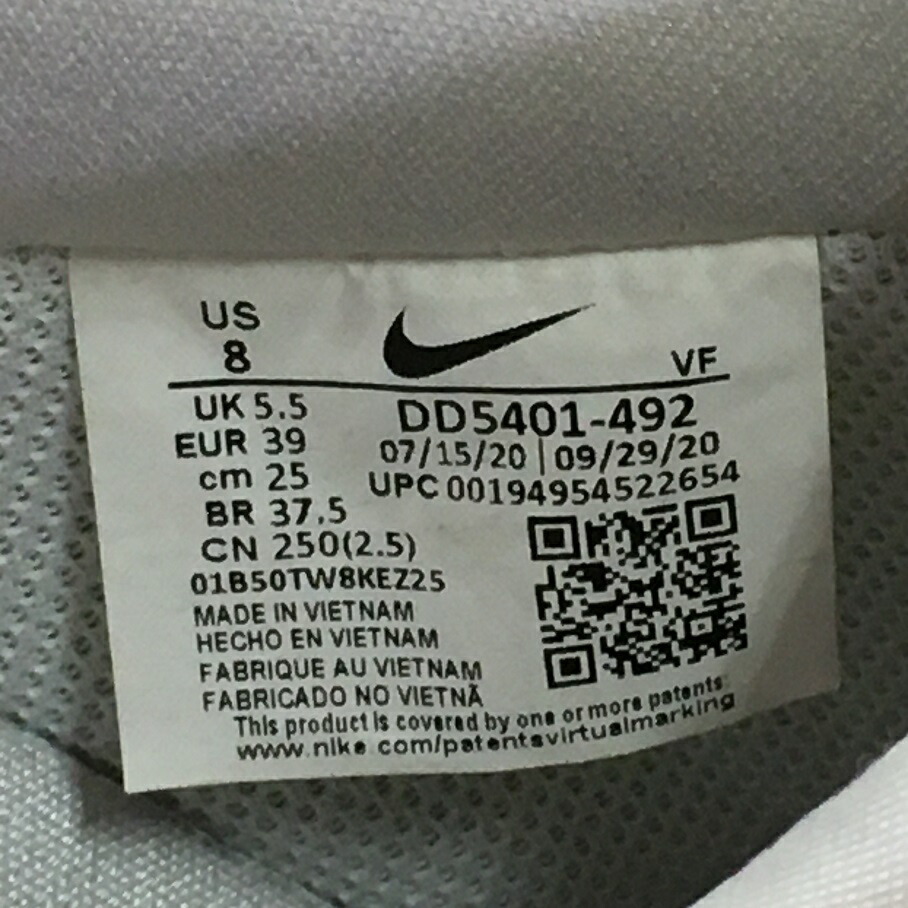 US
8
VF
UK 5.5
EUR 39
cm 25
BR 37.5
CN 250(2.5)
01B50TW8KEZ25
DD5401-492
07/15/20 | 09/29/20
UPC 00194954522654
MADE IN VIETNAM
HECHO EN VIETNAM
FABRIQUE AU VIETNAM
FABRICADO NO VIETNÃ
This product is covered by one or more patents:
www.nike.com/patentsvirtualmarking